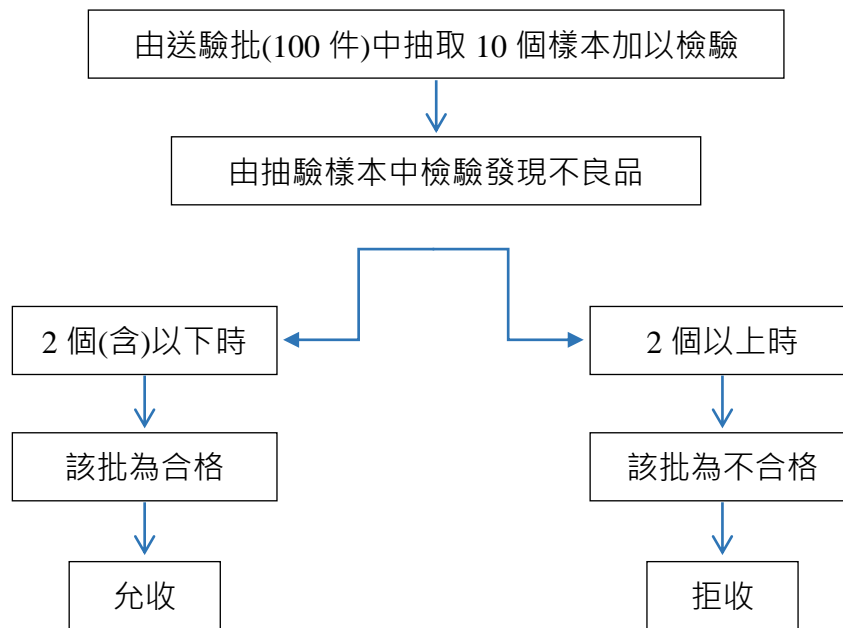 由送驗批(100 件)中抽取 10 個樣本加以檢驗
由抽驗樣本中檢驗發現不良品
2 個(含)以下時
2 個以上時
該批為合格
該批為不合格
允收
拒收